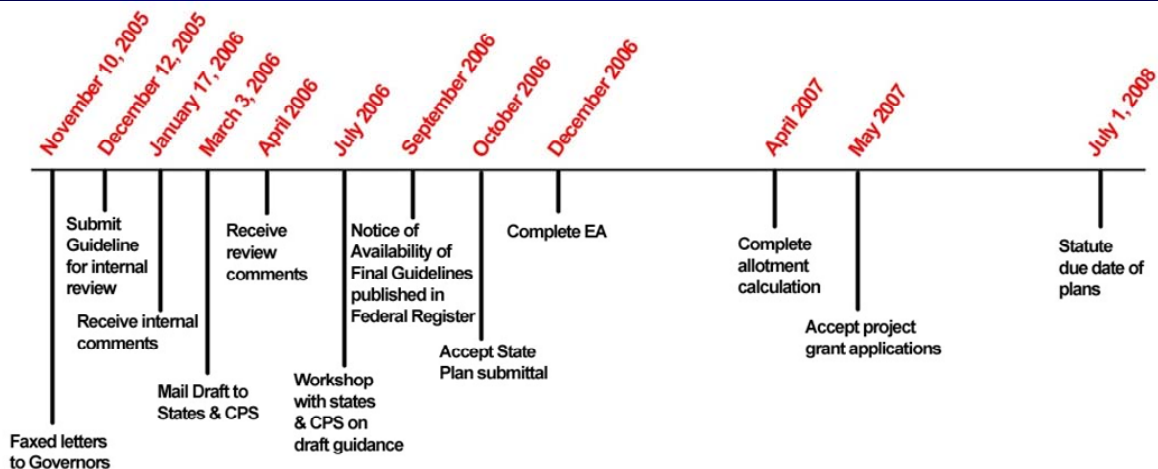 November 10, 2005
December 12, 2005
January 17, 2006
March 3, 2006
April 2006
July 2006
September 2006
October 2006
December 2006
April 2007
May 2007
July 1, 2008
Faxed letters
to Governors
Submit
Guideline
for internal
review
Receive internal
comments
Mail Draft to
States & CPS
Receive
review
comments
Workshop
with states
& CPS on
draft guidance
Notice of
Availability of
Final Guidelines
published in
Federal Register
Accept State
Plan submittal
Complete EA
Complete
allotment
calculation
Accept project
grant applications
Statute
due date of
plans